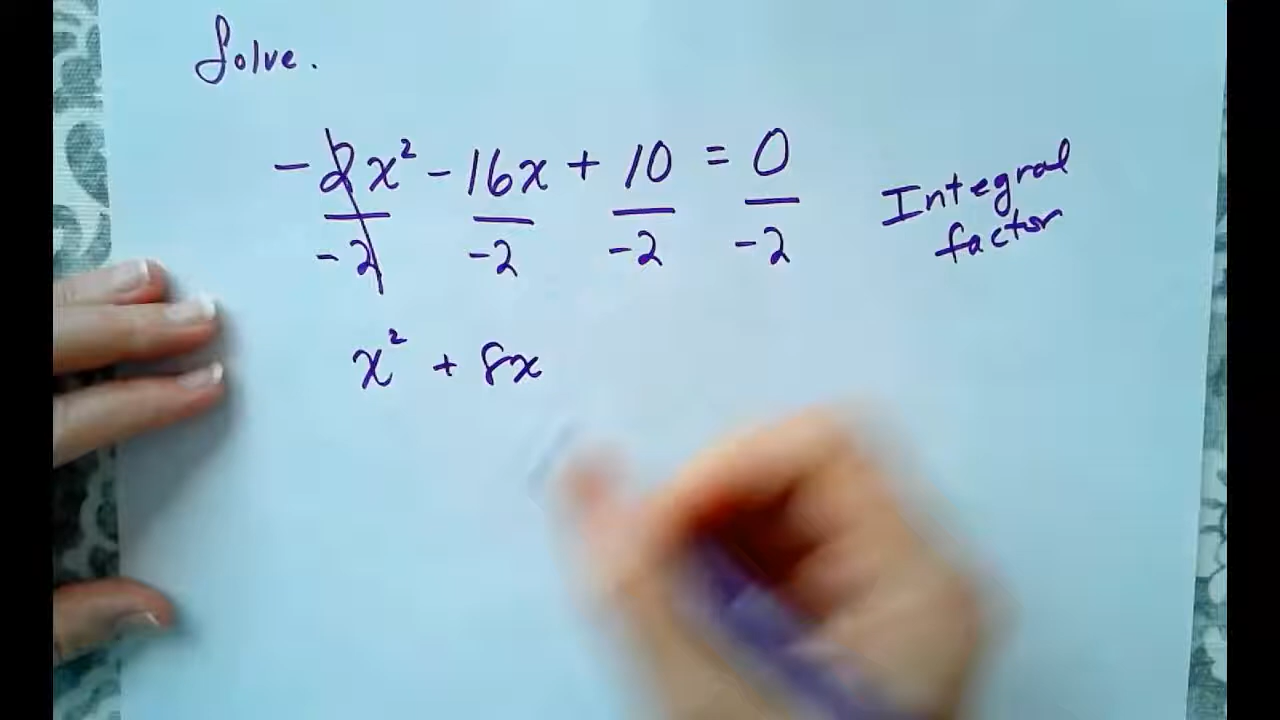 Solve.
-2x² - 16x + 10 = 0
-2 -2 -2 -2
Integral
factor
x² + 8x